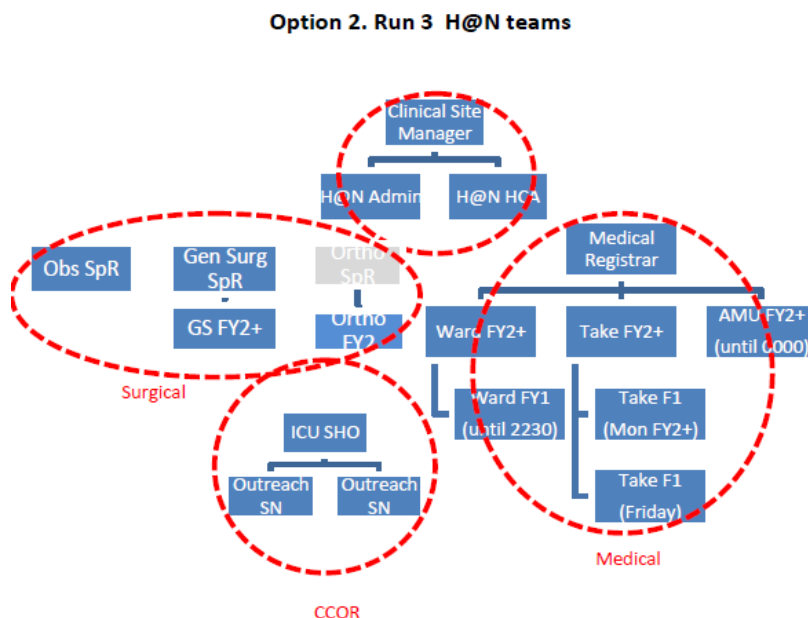 Option 2. Run 3 H@N teams
Clinical Site
Manager
H@N Admin
H@N HCA
Obs SpR
Gen Surg
SpR
Ortho
SpR
GS FY2+
Ortho
FY2
Surgical
Medical
Registrar
Ward FY2+
Take FY2+
AMU FY2+
(until 0000)
Ward FY1
(until 2230)
Take F1
(Mon FY2+)
Take F1
(Friday)
Medical
ICU SHO
Outreach
SN
Outreach
SN
CCOR